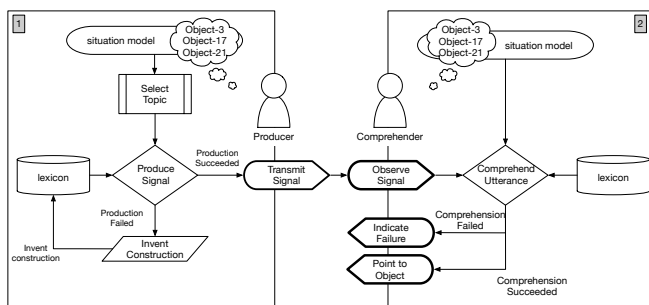 1
situation model
Object-3
Object-17
Object-21
Select
Topic
Producer
lexicon
Produce
Signal
Production
Succeeded
Transmit
Signal
Production
Failed
Invent
construction
Invent
Construction
2
Object-3
Object-17
Object-21
situation model
Comprehender
Observe
Signal
Comprehend
Utterance
lexicon
Indicate
Failure
Comprehension
Failed
Point to
Object
Comprehension
Succeeded